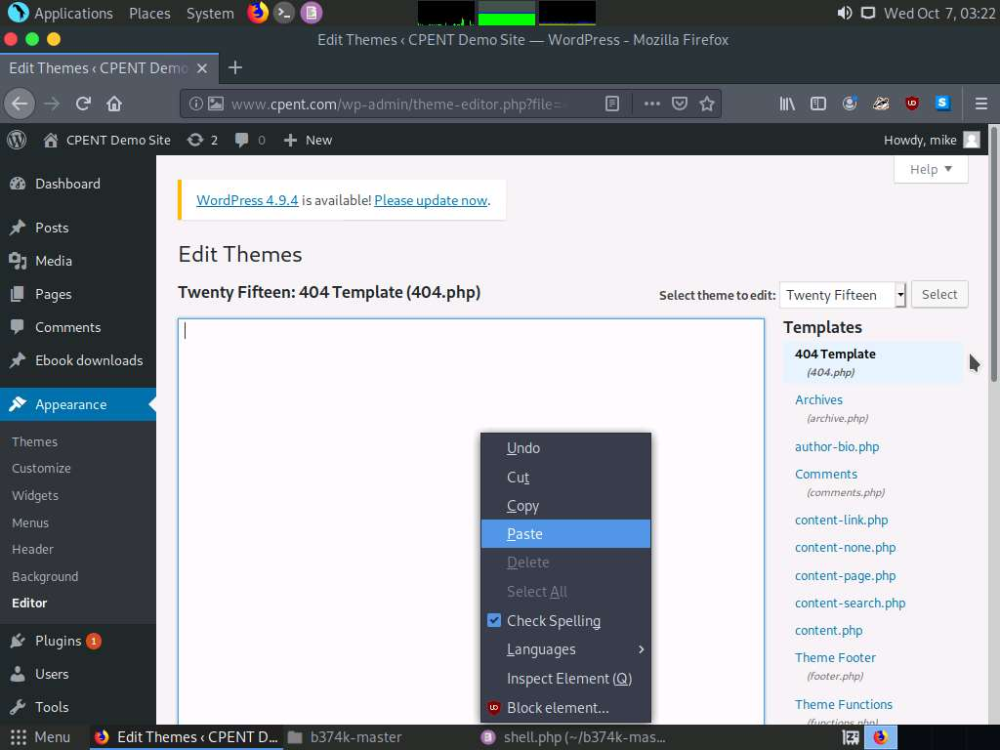 Applications Places System Wed Oct 7, 03:22
Edit Themes ‹ CPENT Demo Site — WordPress - Mozilla Firefox
Edit Themes ‹ CPENT Demo
www.cpent.com/wp-admin/theme-editor.php?file=
CPENT Demo Site 2 0 New Howdy, mike
Help
Dashboard
Posts
Media
Pages
Comments
Ebook downloads
Appearance
Themes
Customize
Widgets
Menus
Header
Background
Editor
Plugins 1
Users
Tools
WordPress 4.9.4 is available! Please update now.
Edit Themes
Twenty Fifteen: 404 Template (404.php)
Select theme to edit: Twenty Fifteen Select
Undo
Cut
Copy
Paste
Delete
Select All
Check Spelling
Languages
Inspect Element (Q)
UD Block element...
Templates
404 Template
(404.php)
Archives
(archive.php)
author-bio.php
Comments
(comments.php)
content-link.php
content-none.php
content-page.php
content-search.php
content.php
Theme Footer
(footer.php)
Theme Functions
(functions.php)
Menu Edit Themes ‹ CPENT D... b374k-master shell.php (~/b374k-mas...